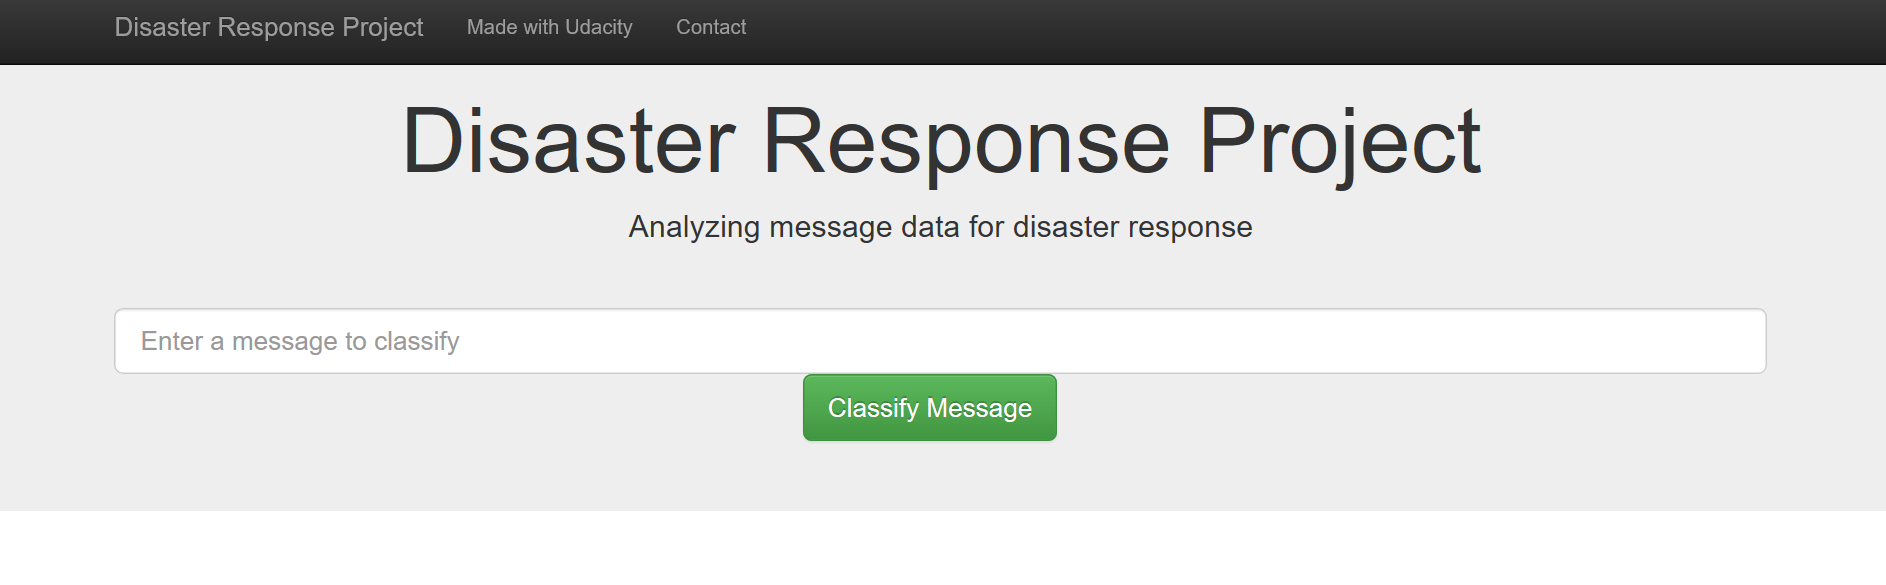 Disaster Response Project Made with Udacity Contact
Disaster Response Project
Analyzing message data for disaster response
Enter a message to classify
Classify Message